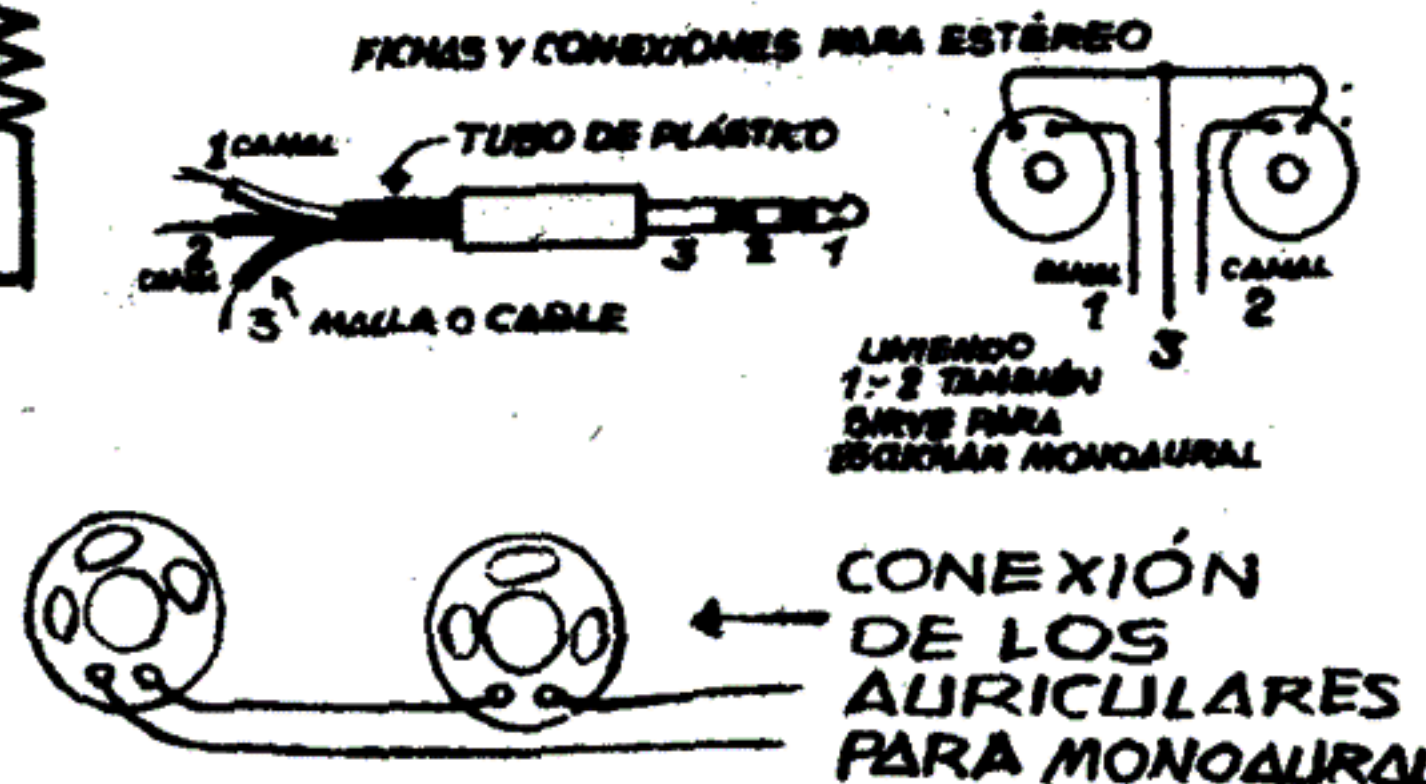 FICHAS Y CONEXIONES PARA ESTÉREO
1 CANAL
TUBO DE PLÁSTICO
2
CANAL
3 MALLA O CABLE
3 2 1
CANAL
1
3
CANAL
2
UNIENDO
1 - 2 TAMBIÉN
SIRVE PARA
ESCUCHAR MONOAURAL
CONEXIÓN
DE LOS
AURICULARES
PARA MONOAURAL